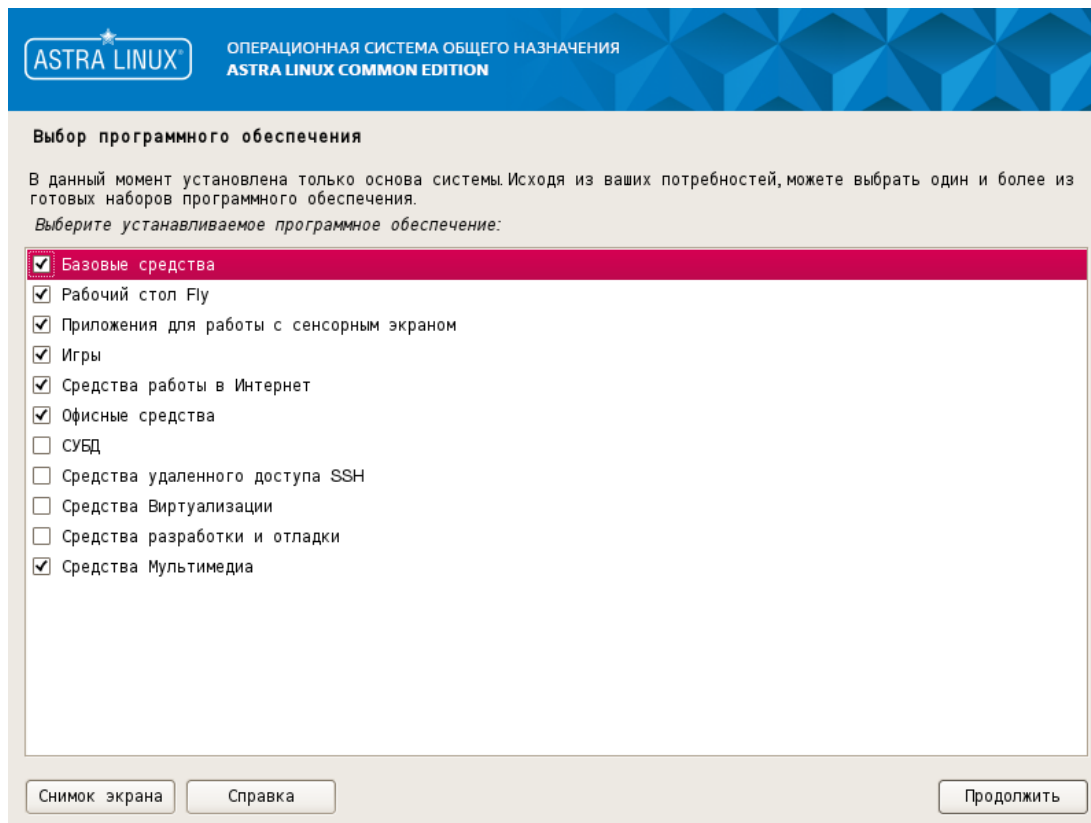 ASTRA LINUX®
ОПЕРАЦИОННАЯ СИСТЕМА ОБЩЕГО НАЗНАЧЕНИЯ
ASTRA LINUX COMMON EDITION
Выбор программного обеспечения
В данный момент установлена только основа системы. Исходя из ваших потребностей, можете выбрать один и более из
готовых наборов программного обеспечения.
Выберите устанавливаемое программное обеспечение:
Базовые средства
Рабочий стол Fly
Приложения для работы с сенсорным экраном
Игры
Средства работы в Интернет
Офисные средства
СУБД
Средства удаленного доступа SSH
Средства Виртуализации
Средства разработки и отладки
Средства Мультимедиа
Снимок экрана
Справка
Продолжить